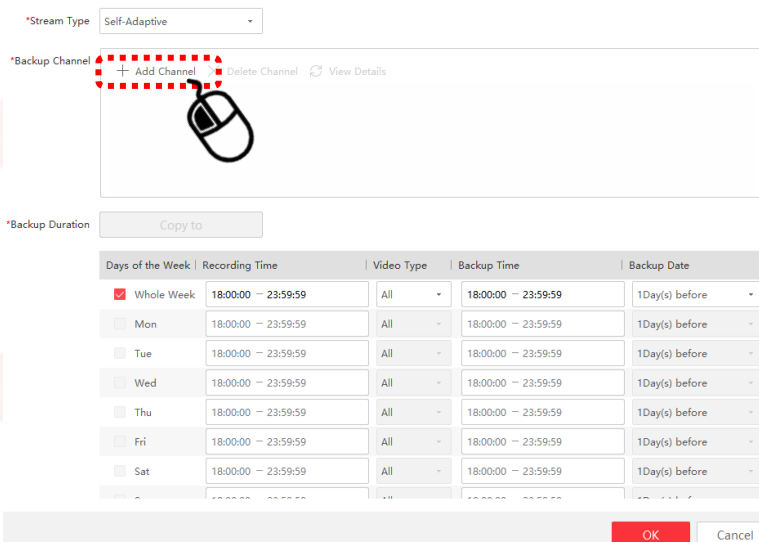 *Stream Type Self-Adaptive
*Backup Channel
Add Channel Delete Channel View Details
*Backup Duration Copy to
Days of the Week Recording Time Video Type Backup Time Backup Date
Whole Week 18:00:00 – 23:59:59 All 18:00:00 – 23:59:59 1Day(s) before
Mon 18:00:00 – 23:59:59 All 18:00:00 – 23:59:59 1Day(s) before
Tue 18:00:00 – 23:59:59 All 18:00:00 – 23:59:59 1Day(s) before
Wed 18:00:00 – 23:59:59 All 18:00:00 – 23:59:59 1Day(s) before
Thu 18:00:00 – 23:59:59 All 18:00:00 – 23:59:59 1Day(s) before
Fri 18:00:00 – 23:59:59 All 18:00:00 – 23:59:59 1Day(s) before
Sat 18:00:00 – 23:59:59 All 18:00:00 – 23:59:59 1Day(s) before
OK Cancel